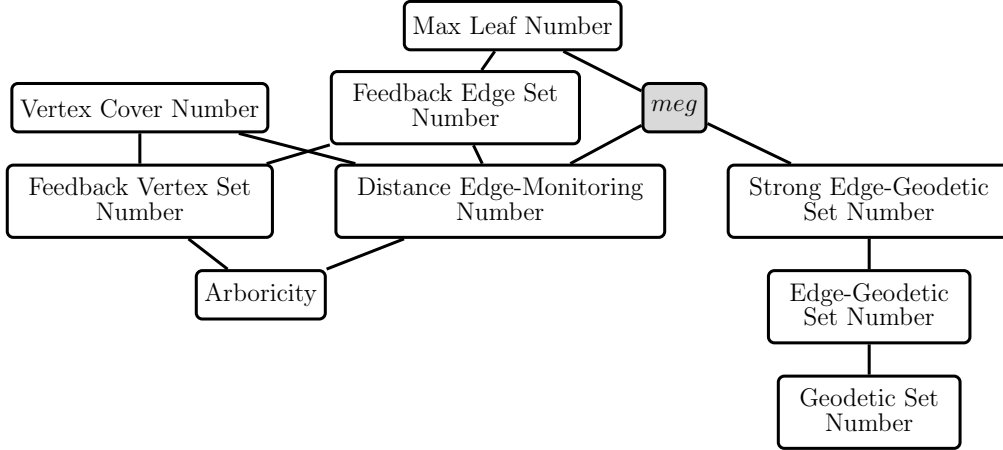 Max Leaf Number
Feedback Edge Set
Number
meg
Vertex Cover Number
Feedback Vertex Set
Number
Distance Edge-Monitoring
Number
Strong Edge-Geodetic
Set Number
Arboricity
Edge-Geodetic
Set Number
Geodetic Set
Number